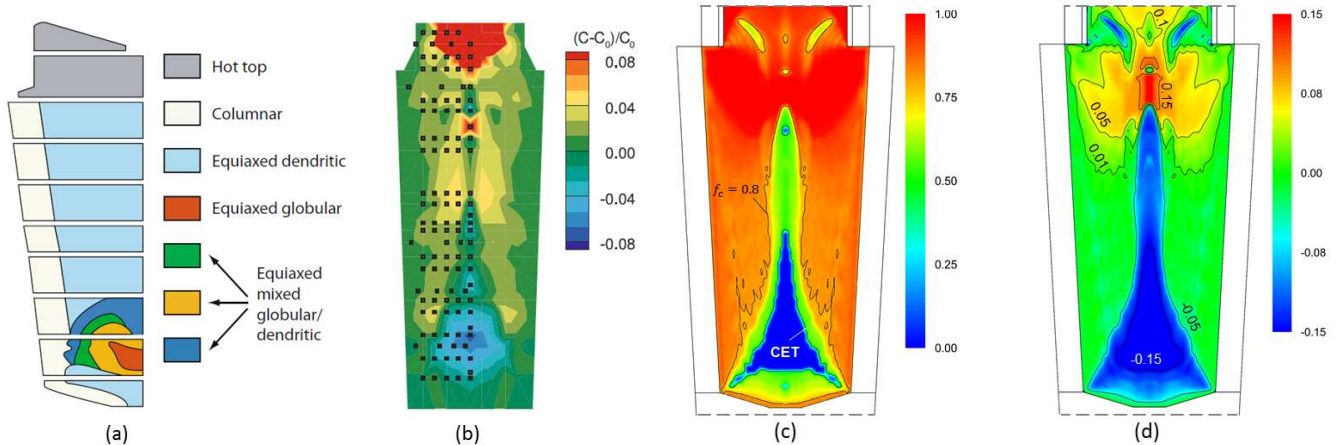 Hot top
Columnar
Equiaxed dendritic
Equiaxed globular
Equiaxed
mixed
globular/
dendritic
(a)
(C-C₀)/C₀
0.08
0.04
0.00
-0.04
-0.08
(b)
f_c = 0.8
CET
1.00
0.75
0.50
0.25
0.00
(c)
0.1
0.15
0.05
0.01
-0.05
-0.15
0.15
0.08
0.00
-0.08
-0.15
(d)